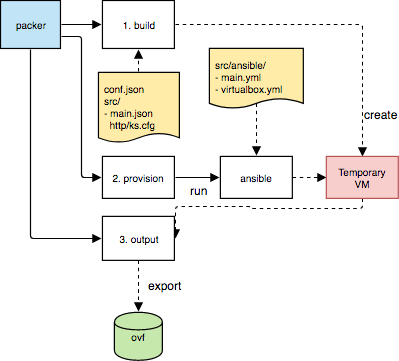 packer
1. build
conf.json
src/
- main.json
http/ks.cfg
src/ansible/
- main.yml
- virtualbox.yml
create
2. provision
run
ansible
Temporary
VM
3. output
export
ovf